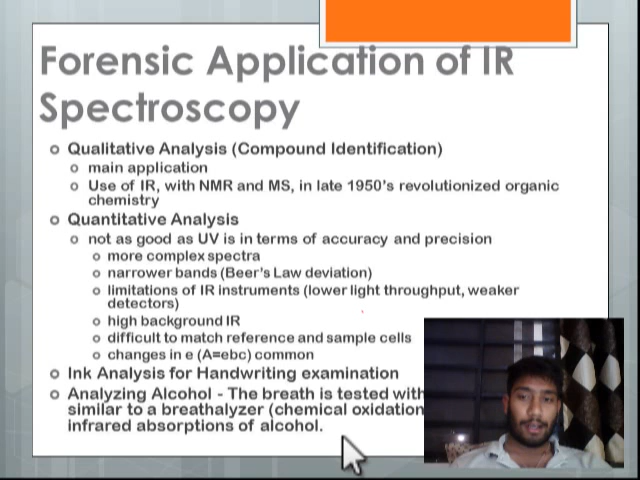 Forensic Application of IR
Spectroscopy
Qualitative Analysis (Compound Identification)
main application
Use of IR, with NMR and MS, in late 1950's revolutionized organic
chemistry
Quantitative Analysis
not as good as UV is in terms of accuracy and precision
more complex spectra
narrower bands (Beer's Law deviation)
limitations of IR instruments (lower light throughput, weaker
detectors)
high background IR
difficult to match reference and sample cells
changes in e (A=ebc) common
Ink Analysis for Handwriting examination
Analyzing Alcohol - The breath is tested with
similar to a breathalyzer (chemical oxidation
infrared absorptions of alcohol.